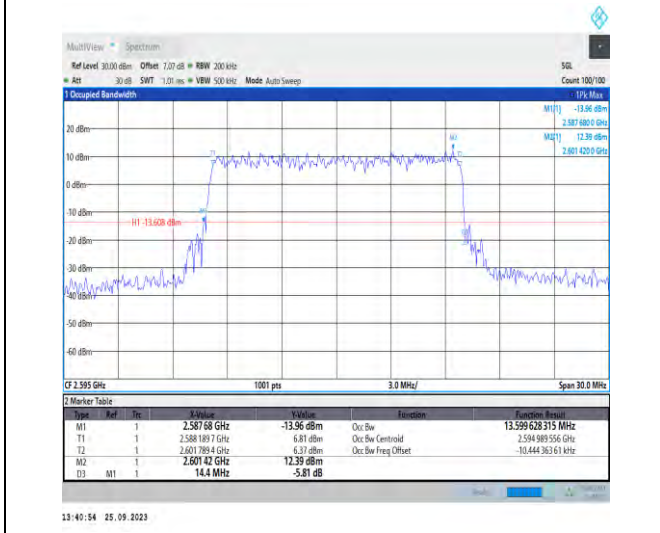 MultiView Spectrum
Ref Level 30.00 dBm Offset 7.07 dB RBW 200 kHz SGL
Att 30 dB SWT 1.01 ms VBW 500 kHz Mode Auto Sweep Count 100/100
1 Occupied Bandwidth 1Pk Max
M1[1] -13.96 dBm
2.587 680 0 GHz
M2[1] 12.39 dBm
2.601 420 0 GHz
20 dBm
M2
T1
10 dBm
0 dBm
-10 dBm
H1 -13.608 dBm
-20 dBm
-30 dBm
-40 dBm
-50 dBm
-60 dBm
CF 2.595 GHz 1001 pts 3.0 MHz/ Span 30.0 MHz
2 Marker Table
Type Ref Trc X-Value Y-Value Function Function Result
M1 1 2.587 68 GHz -13.96 dBm Occ Bw 13.599 628 315 MHz
T1 1 2.588 189 7 GHz 6.81 dBm Occ Bw Centroid 2.594 989 556 GHz
T2 1 2.601 789 4 GHz 6.37 dBm Occ Bw Freq Offset -10.444 363 61 kHz
M2 1 2.601 42 GHz 12.39 dBm
D3 M1 1 14.4 MHz -5.81 dB
13:40:54 25.09.2023